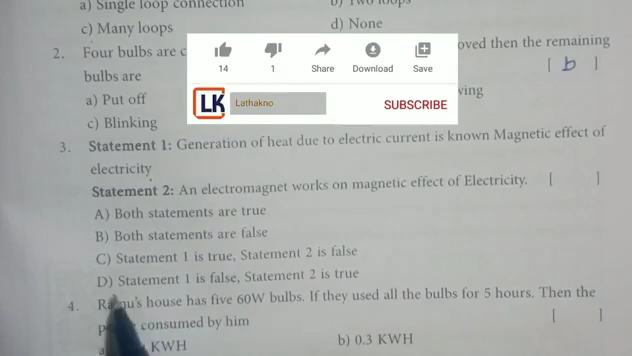 a) Single loop connection b) Two loops
c) Many loops d) None
2. Four bulbs are c oved then the remaining
bulbs are [ b ]
a) Put off ving
c) Blinking
14 1 Share Download Save
LK Lathakno SUBSCRIBE
3. Statement 1: Generation of heat due to electric current is known Magnetic effect of
electricity
Statement 2: An electromagnet works on magnetic effect of Electricity. [ ]
A) Both statements are true
B) Both statements are false
C) Statement 1 is true, Statement 2 is false
D) Statement 1 is false, Statement 2 is true
4. house has five 60W bulbs. If they used all the bulbs for 5 hours. Then the
consumed by him [ ]
KWH b) 0.3 KWH